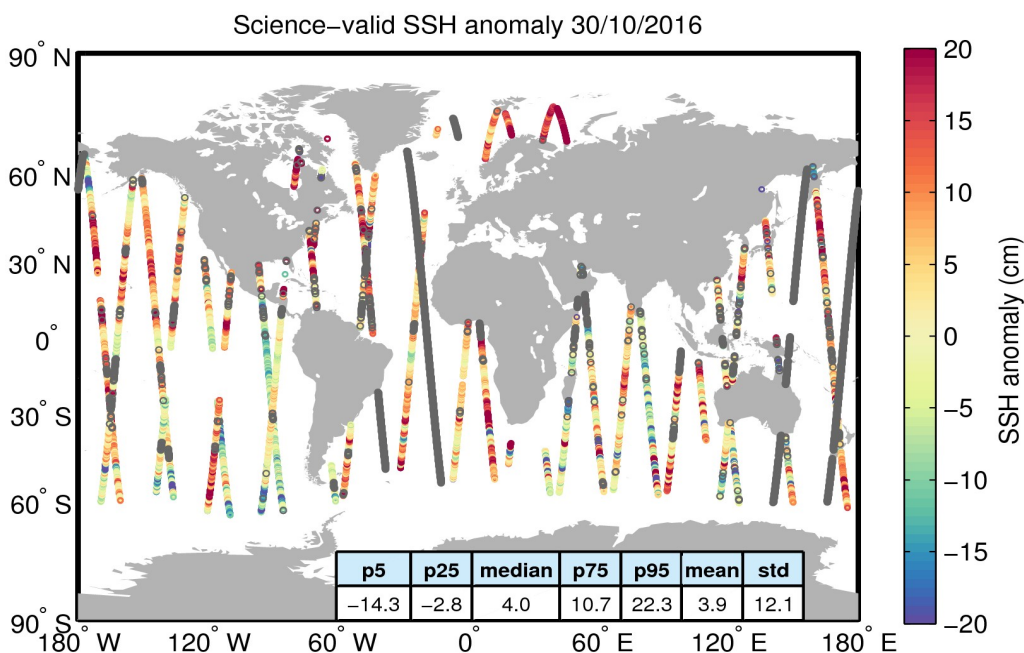 Science−valid SSH anomaly 30/10/2016
90° N
60° N
30° N
0°
30° S
60° S
90° S
180° W
120° W
60° W
0°
60° E
120° E
180° E
p5 p25 median p75 p95 mean std
−14.3 −2.8 4.0 10.7 22.3 3.9 12.1
20
15
10
5
0
−5
−10
−15
−20
SSH anomaly (cm)